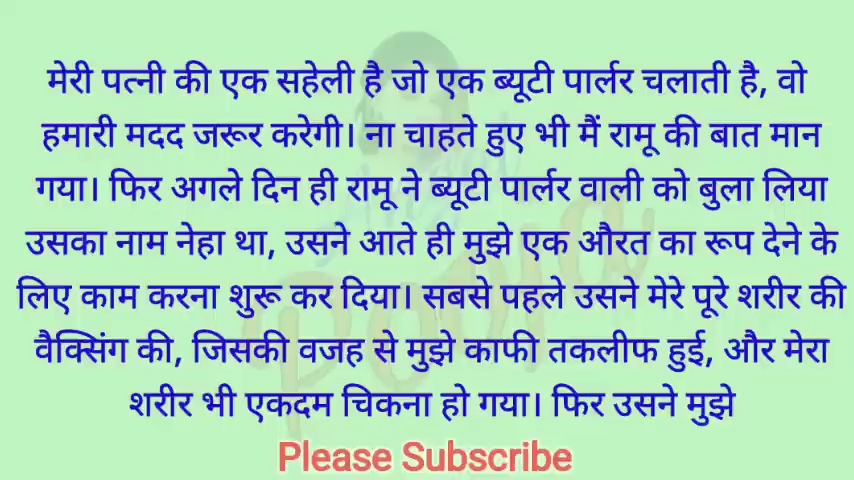 मेरी पत्नी की एक सहेली है जो एक ब्यूटी पार्लर चलाती है, वो
हमारी मदद जरूर करेगी। ना चाहते हुए भी मैं रामू की बात मान
गया। फिर अगले दिन ही रामू ने ब्यूटी पार्लर वाली को बुला लिया
उसका नाम नेहा था, उसने आते ही मुझे एक औरत का रूप देने के
लिए काम करना शुरू कर दिया। सबसे पहले उसने मेरे पूरे शरीर की
वैक्सिंग की, जिसकी वजह से मुझे काफी तकलीफ हुई, और मेरा
शरीर भी एकदम चिकना हो गया। फिर उसने मुझे
Please Subscribe